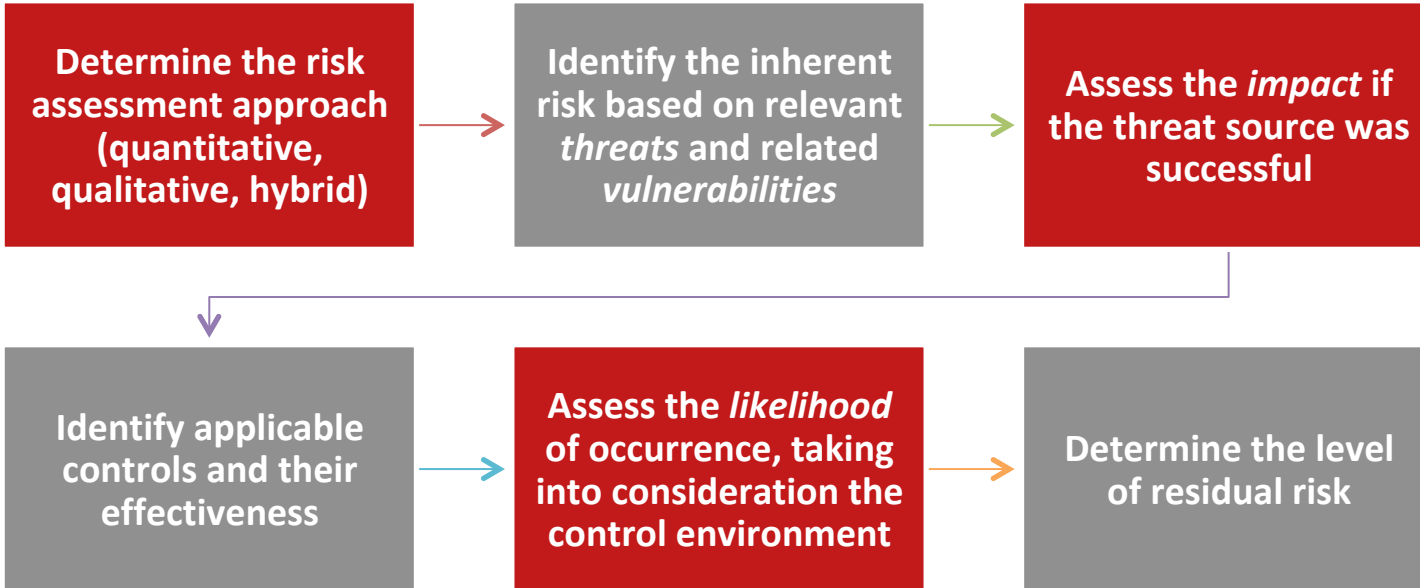 Determine the risk
assessment approach
(quantitative,
qualitative, hybrid)
Identify the inherent
risk based on relevant
threats and related
vulnerabilities
Assess the impact if
the threat source was
successful
Identify applicable
controls and their
effectiveness
Assess the likelihood
of occurrence, taking
into consideration the
control environment
Determine the level
of residual risk